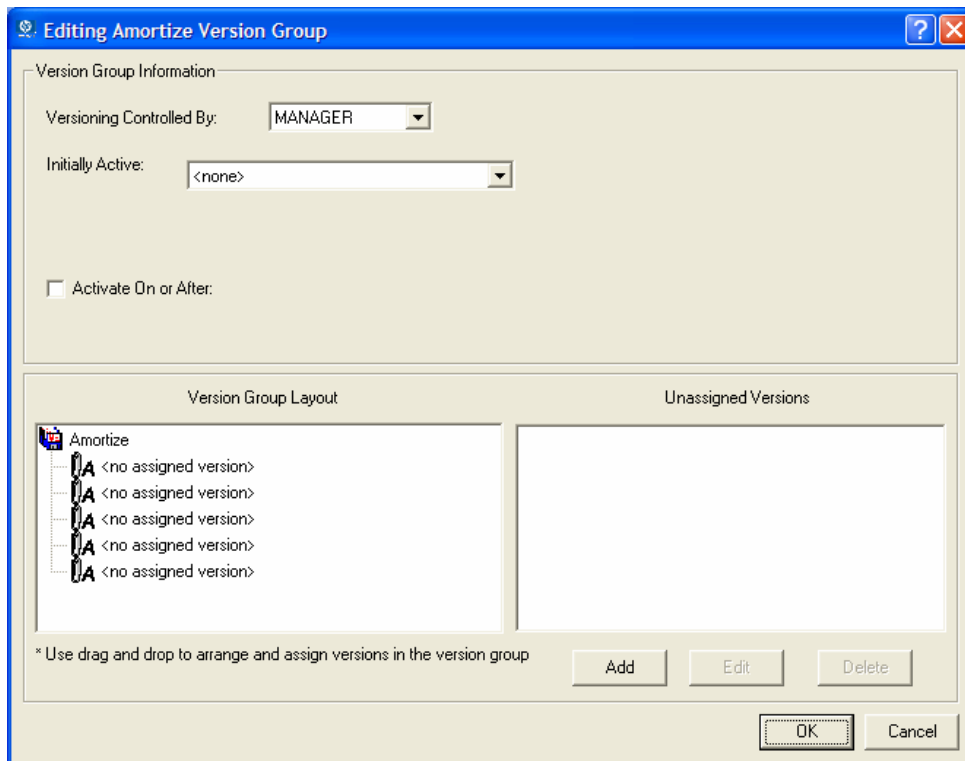 Editing Amortize Version Group
Version Group Information
Versioning Controlled By: MANAGER
Initially Active: <none>
Activate On or After:
Version Group Layout Unassigned Versions
Amortize
A <no assigned version>
A <no assigned version>
A <no assigned version>
A <no assigned version>
A <no assigned version>
* Use drag and drop to arrange and assign versions in the version group
Add Edit Delete
OK Cancel